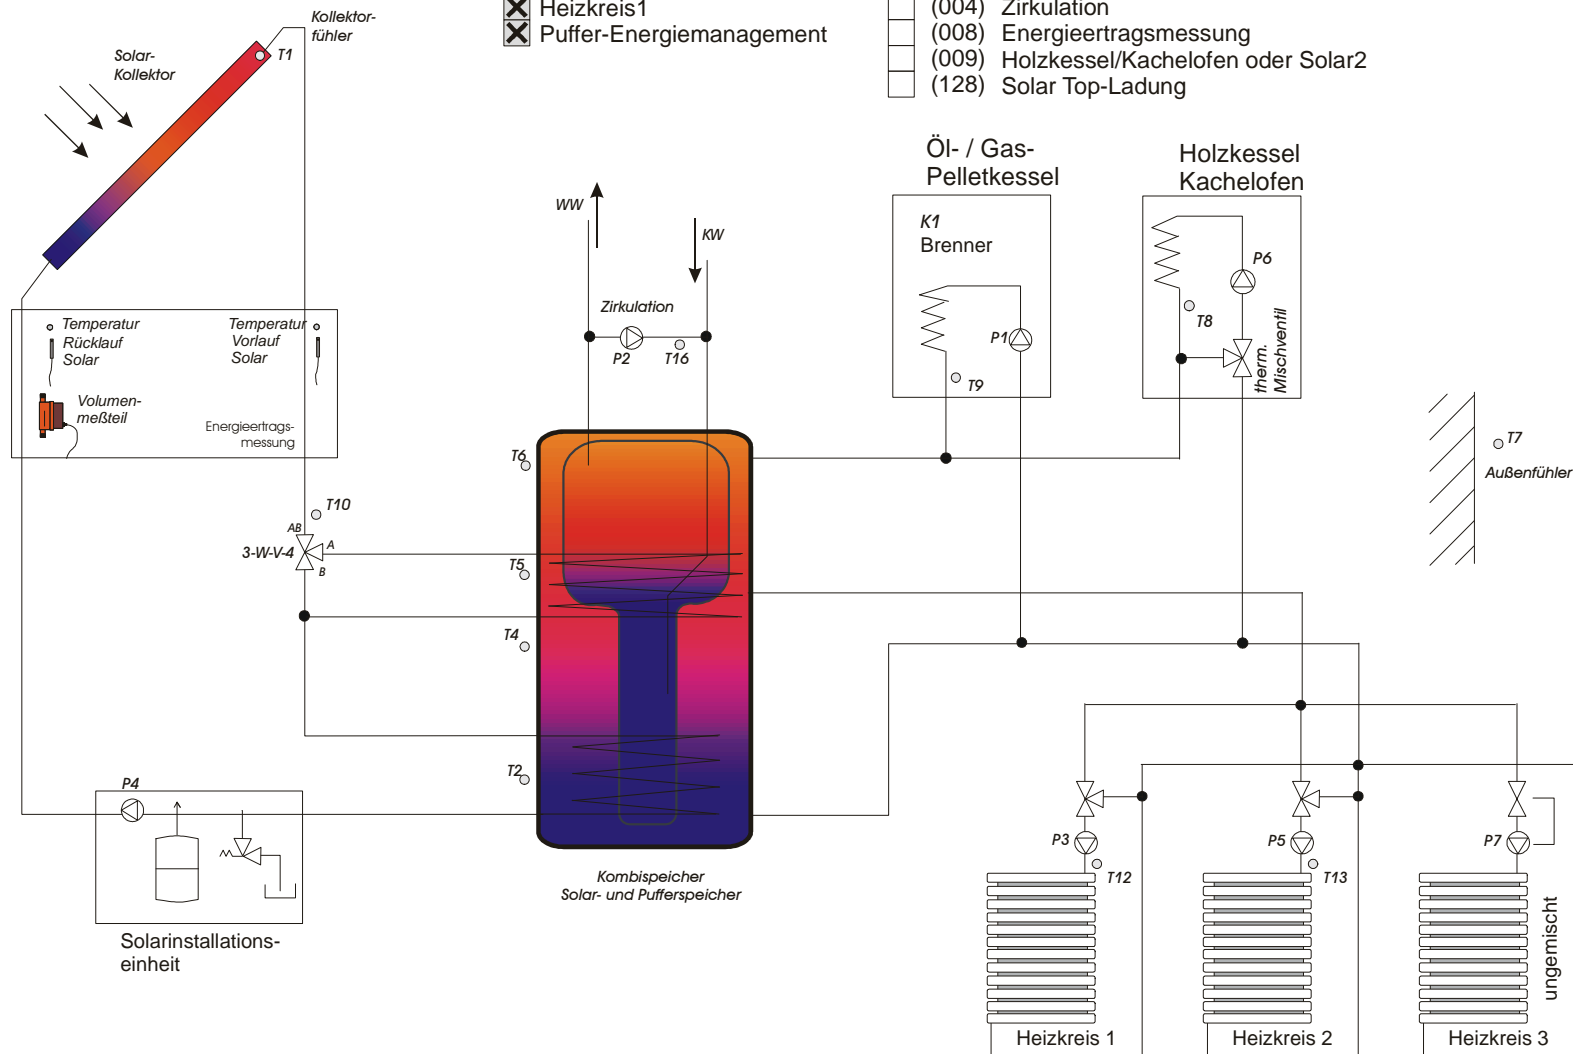 Heizkreis1
Puffer-Energiemanagement
(004) Zirkulation
(008) Energieertragsmessung
(009) Holzkessel/Kachelofen oder Solar2
(128) Solar Top-Ladung
Kollektor-
fühler
T1
Solar-
Kollektor
Öl- / Gas-
Pelletkessel
Holzkessel
Kachelofen
WW
KW
K1
Brenner
P6
T8
therm.
Mischventil
Zirkulation
P2
T16
P1
T9
Temperatur
Rücklauf
Solar
Temperatur
Vorlauf
Solar
Volumen-
meßteil
Energieertrags-
messung
T7
Außenfühler
T6
T10
AB
3-W-V-4
A
B
T5
T4
T2
P4
P3
T12
P5
T13
P7
Kombispeicher
Solar- und Pufferspeicher
Solarinstallations-
einheit
ungemischt
Heizkreis 1
Heizkreis 2
Heizkreis 3